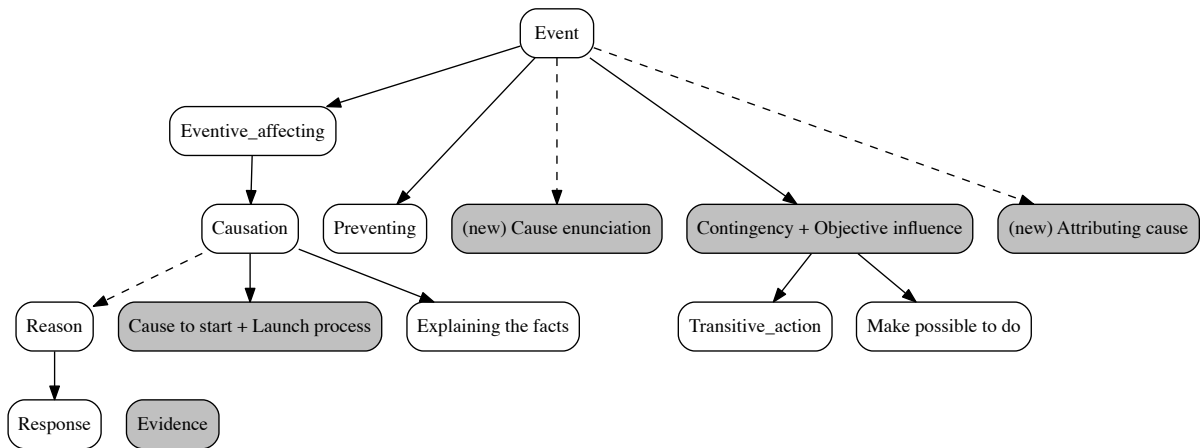 Event
Eventive_affecting
Causation
Preventing
(new) Cause enunciation
Contingency + Objective influence
(new) Attributing cause
Reason
Cause to start + Launch process
Explaining the facts
Transitive_action
Make possible to do
Response
Evidence